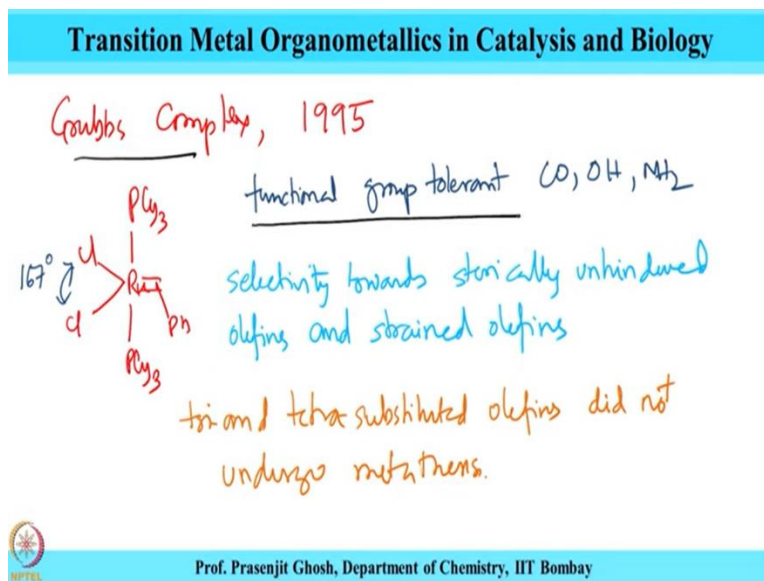 Transition Metal Organometallics in Catalysis and Biology
Grubbs Complex, 1995
functional group tolerant CO, OH, NH2
PCy3
167° Cl Ru Ph
Cl
PCy3
selectivity towards sterically unhindered
olefins and strained olefins
tri and tetra substituted olefins did not
undergo metathesis.
NPTEL
Prof. Prasenjit Ghosh, Department of Chemistry, IIT Bombay